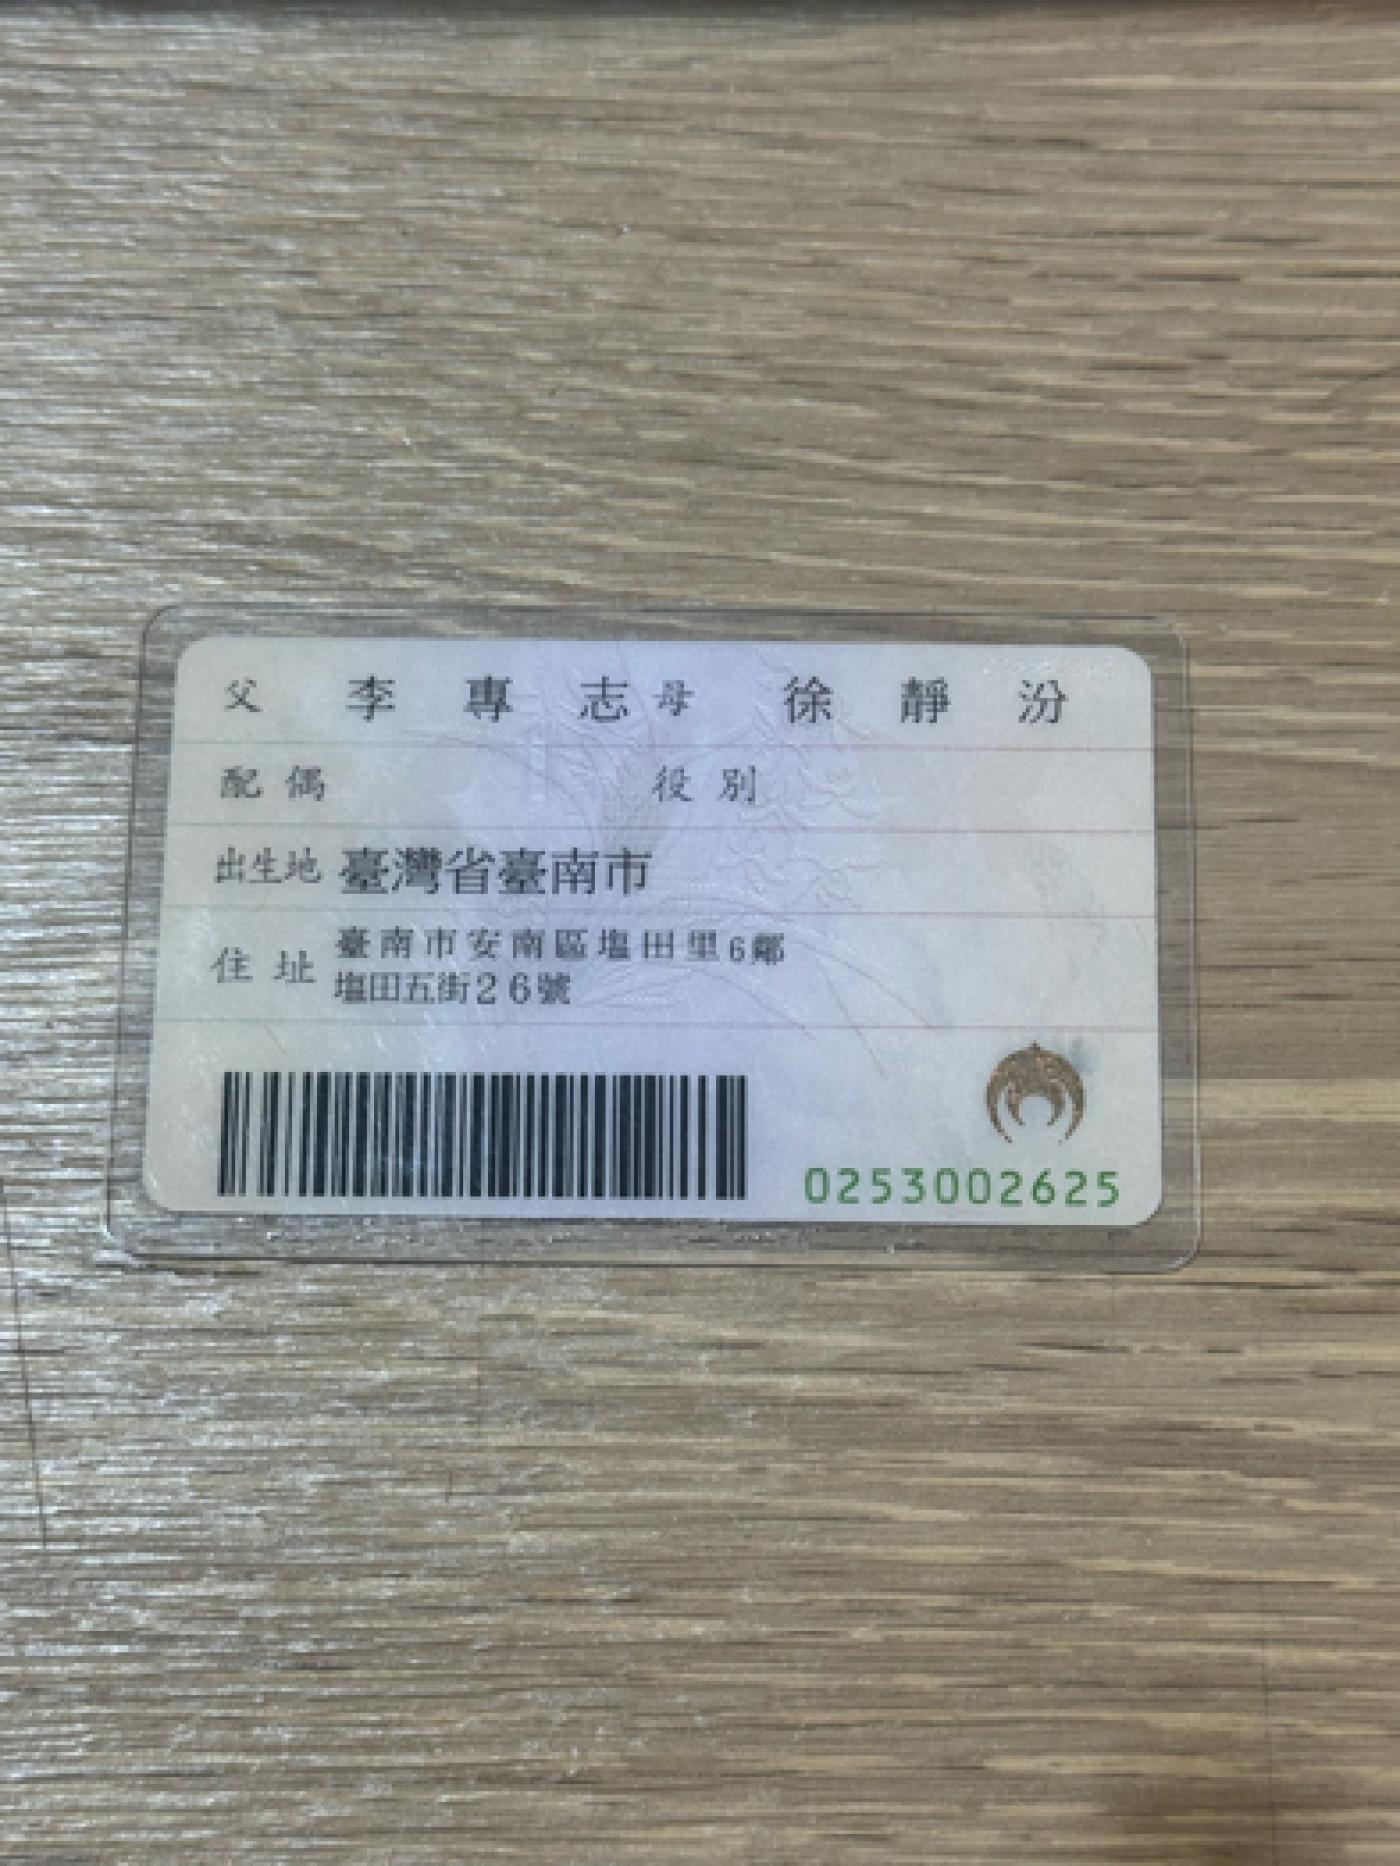 父 李專志 母 徐靜汾
配偶 役別
出生地 臺灣省臺南市
住址 臺南市安南區塩田里6鄰
塩田五街26號
0253002625